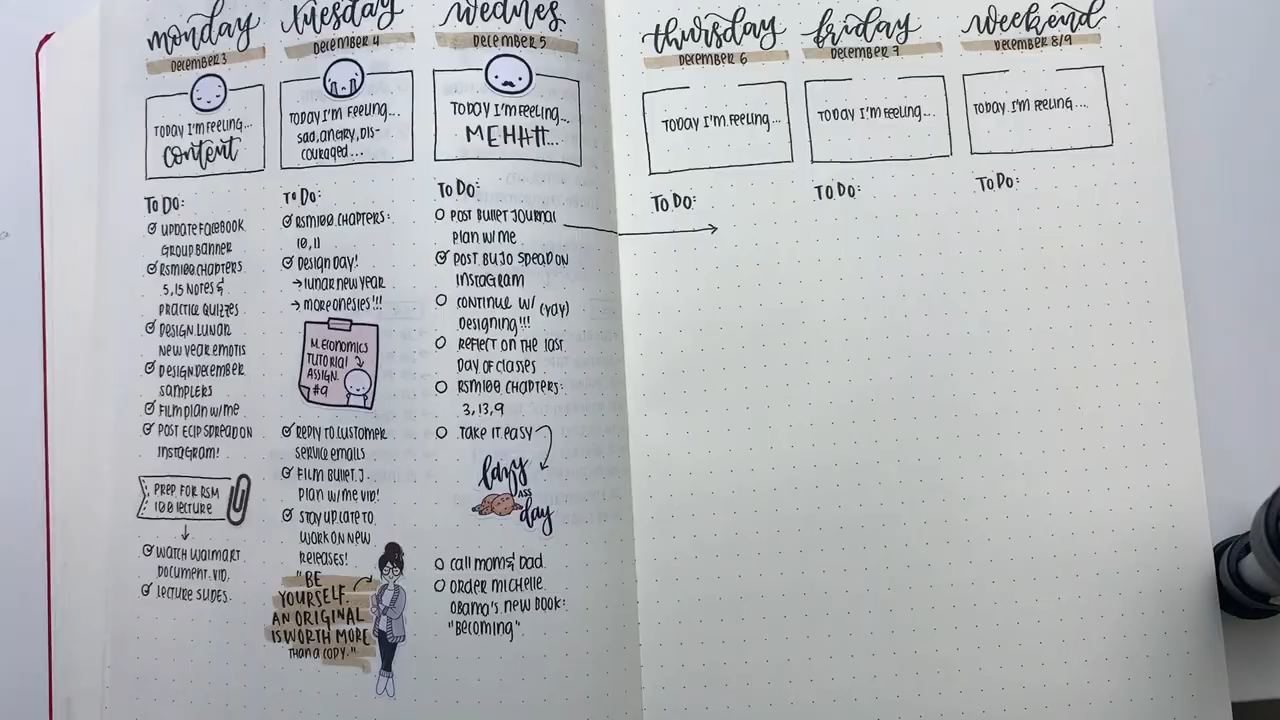 monday
DECEMBER 3
TODAY I'M FEELING...
content
TO DO:
UPDATE FACEBOOK
GROUP BANNER
RSM100 CHAPTERS
5,15 NOTES &
PRACTICE QUIZZES
DESIGN LUNAR
NEW YEAR EMOTIS
DESIGN DECEMBER
SAMPLERS
FILM PLAN W/ME
POST ECIP SPREAD ON
INSTAGRAM!
PREP FOR RSM
100 LECTURE
WATCH WALMART
DOCUMENT. VID.
LECTURE SLIDES.
tuesday
DECEMBER 4
TODAY I'M FEELING...
SAD, ANGRY, DIS-
COURAGED...
TO DO:
RSM100 CHAPTERS:
10, 11
DESIGN DAY!
→ LUNAR NEW YEAR
→ MORE ONESIES!!!
M. ECONOMICS
TUTORIAL
ASSIGN.
#9
REPLY TO CUSTOMER
SERVICE EMAILS
FILM BULLET J.
PLAN W/ME VID!
STAY UP LATE TO
WORK ON NEW
RELEASES!
"BE
YOURSELF.
AN ORIGINAL
IS WORTH MORE
THAN A COPY."
wednes.
DECEMBER 5
TODAY I'M FEELING...
MEHHH...
TO DO:
POST BULLET JOURNAL
PLAN W/ME
POST BUJO SPEAD ON
INSTAGRAM
CONTINUE W/ (YAY)
DESIGNING!!!
REFLECT ON THE LAST
DAY OF CLASSES
RSM100 CHAPTERS:
3, 13, 9
TAKE IT EASY
lazy
ASS
day
CALL MOM & DAD
ORDER MICHELLE
OBAMA'S NEW BOOK:
"BECOMING"
thursday
DECEMBER 6
TODAY I'M FEELING...
TO DO:
friday
DECEMBER 7
TODAY I'M FEELING...
TO DO:
weekend
DECEMBER 8/9
TODAY I'M FEELING...
TO DO: